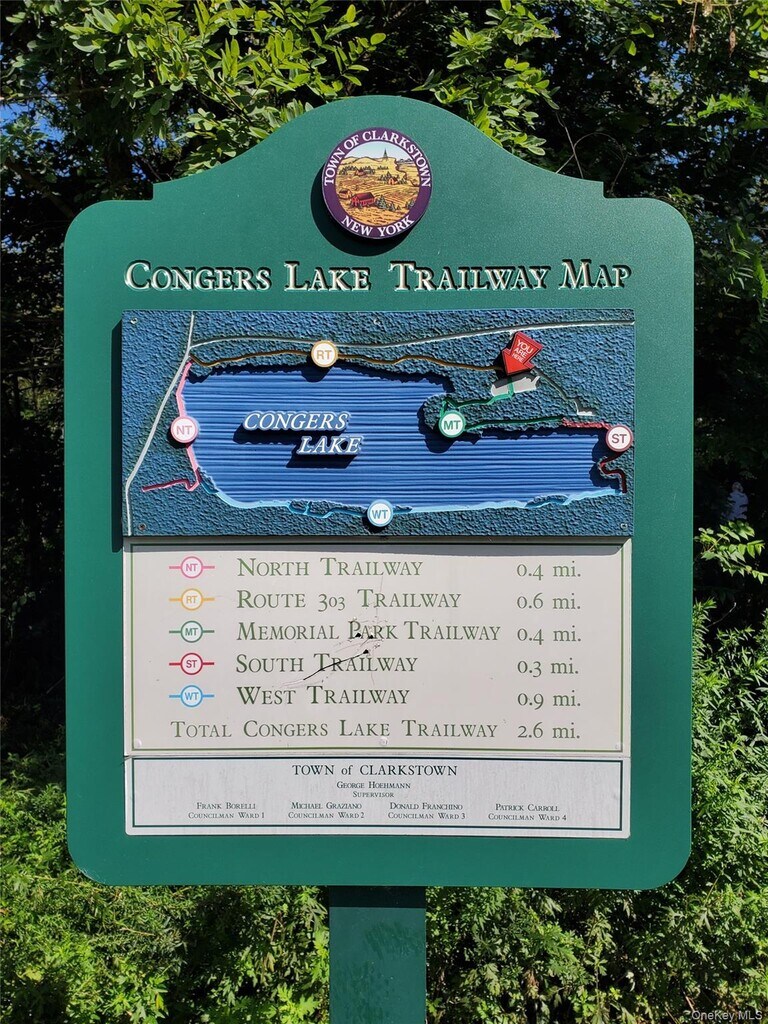 TOWN OF CLARKSTOWN
NEW YORK
CONGERS LAKE TRAILWAY MAP
RT
YOU
ARE
HERE
NT
CONGERS
LAKE
MT
ST
WT
NT NORTH TRAILWAY 0.4 mi.
RT ROUTE 303 TRAILWAY 0.6 mi.
MT MEMORIAL PARK TRAILWAY 0.4 mi.
ST SOUTH TRAILWAY 0.3 mi.
WT WEST TRAILWAY 0.9 mi.
TOTAL CONGERS LAKE TRAILWAY 2.6 mi.
TOWN of CLARKSTOWN
GEORGE HOEHMANN
SUPERVISOR
FRANK BORELLI MICHAEL GRAZIANO DONALD FRANCHINO PATRICK CARROLL
COUNCILMAN WARD 1 COUNCILMAN WARD 2 COUNCILMAN WARD 3 COUNCILMAN WARD 4
OneKey MLS